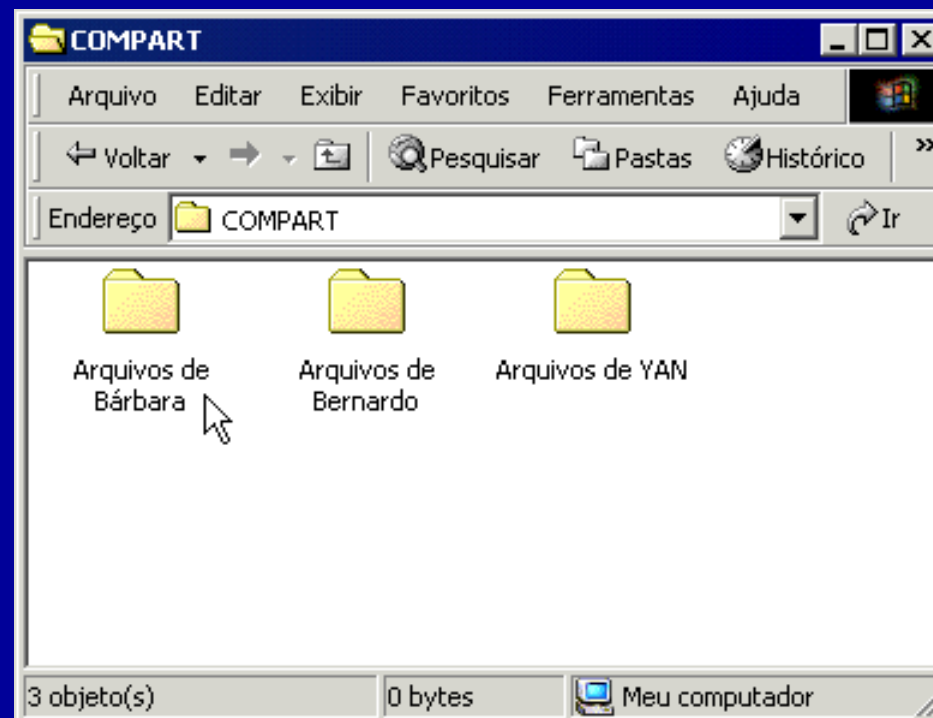 COMPART
Arquivo Editar Exibir Favoritos Ferramentas Ajuda
Voltar Pesquisar Pastas Histórico »
Endereço COMPART Ir
Arquivos de Bárbara
Arquivos de Bernardo
Arquivos de YAN
3 objeto(s) 0 bytes Meu computador